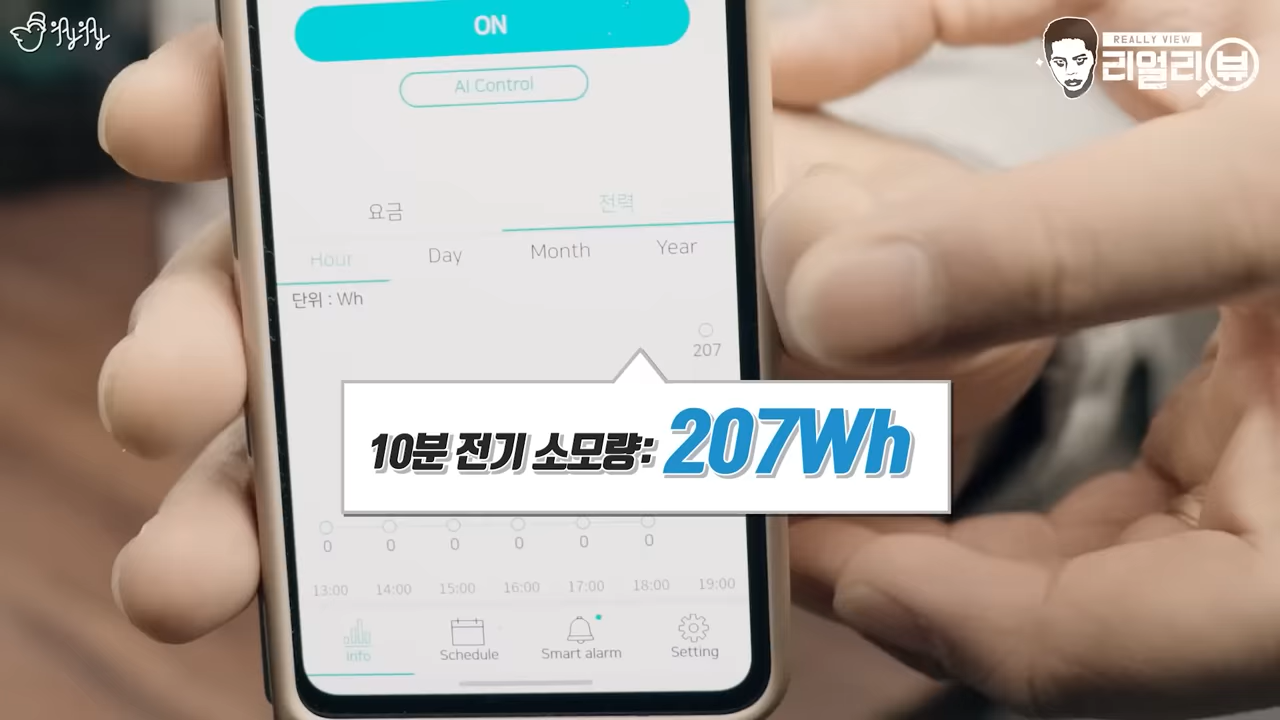 REALLY VIEW
리얼리뷰
ON
AI Control
요금
전력
Hour Day Month Year
단위 : Wh
207
10분 전기 소모량: 207Wh
0 0 0 0 0 0
13:00 14:00 15:00 16:00 17:00 18:00 19:00
info Schedule Smart alarm Setting